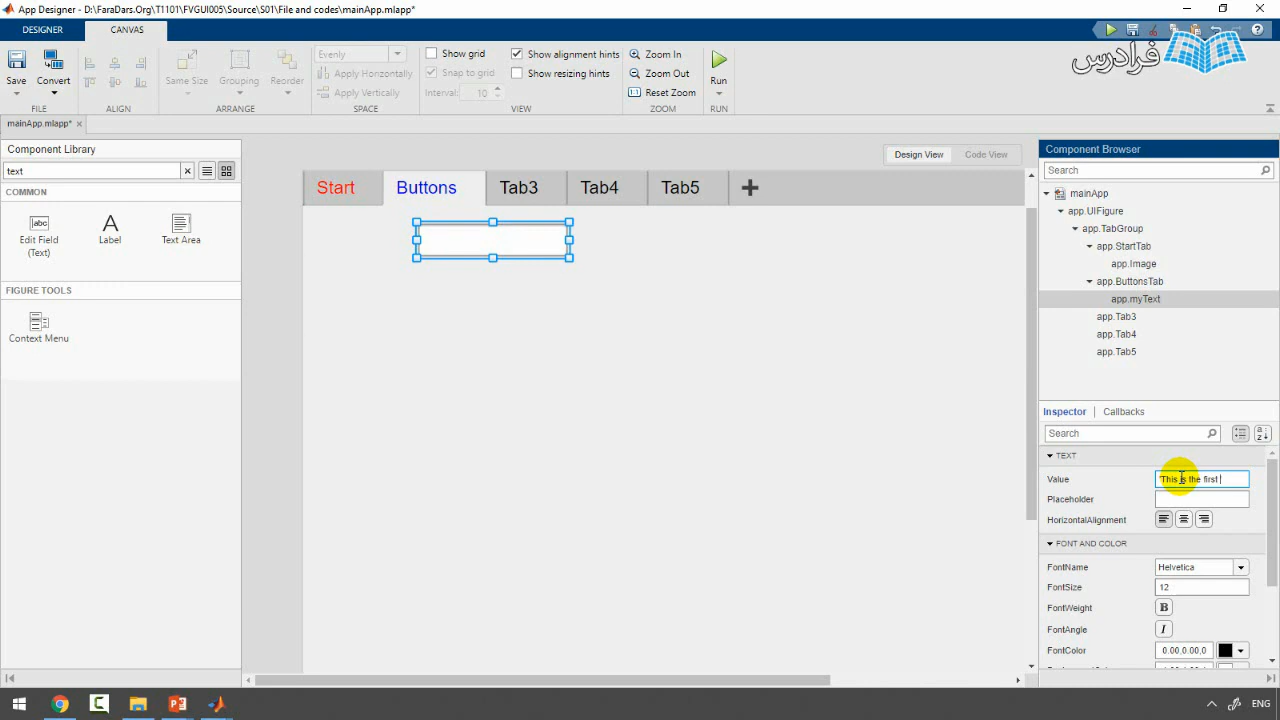 App Designer - D:\FaraDars.Org\T1101\FVGUI005\Source\S01\File and codes\mainApp.mlapp*
DESIGNER
CANVAS
Save
Convert
FILE
ALIGN
Same Size
Grouping
Reorder
ARRANGE
Evenly
Apply Horizontally
Apply Vertically
SPACE
Show grid
Snap to grid
Interval: 10
Show alignment hints
Show resizing hints
VIEW
Zoom In
Zoom Out
1:1 Reset Zoom
ZOOM
Run
RUN
فرادرس
mainApp.mlapp*
Component Library
text
COMMON
abc
Edit Field
(Text)
A
Label
Text Area
FIGURE TOOLS
Context Menu
Design View
Code View
Start
Buttons
Tab3
Tab4
Tab5
Component Browser
Search
mainApp
app.UIFigure
app.TabGroup
app.StartTab
app.Image
app.ButtonsTab
app.myText
app.Tab3
app.Tab4
app.Tab5
Inspector
Callbacks
Search
TEXT
Value
This is the first
Placeholder
HorizontalAlignment
FONT AND COLOR
FontName
Helvetica
FontSize
12
FontWeight
B
FontAngle
I
FontColor
0.00,0.00,0
ENG